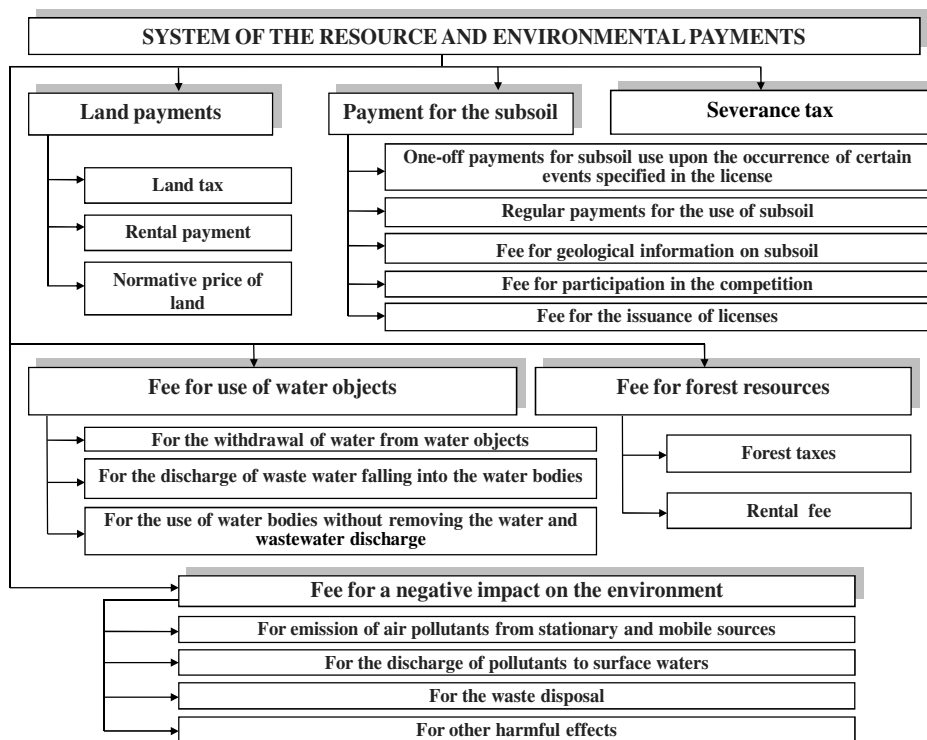 SYSTEM OF THE RESOURCE AND ENVIRONMENTAL PAYMENTS
Land payments
Payment for the subsoil
Severance tax
Land tax
Rental payment
Normative price of
land
One-off payments for subsoil use upon the occurrence of certain
events specified in the license
Regular payments for the use of subsoil
Fee for geological information on subsoil
Fee for participation in the competition
Fee for the issuance of licenses
Fee for use of water objects
Fee for forest resources
For the withdrawal of water from water objects
For the discharge of waste water falling into the water bodies
For the use of water bodies without removing the water and
wastewater discharge
Forest taxes
Rental fee
Fee for a negative impact on the environment
For emission of air pollutants from stationary and mobile sources
For the discharge of pollutants to surface waters
For the waste disposal
For other harmful effects